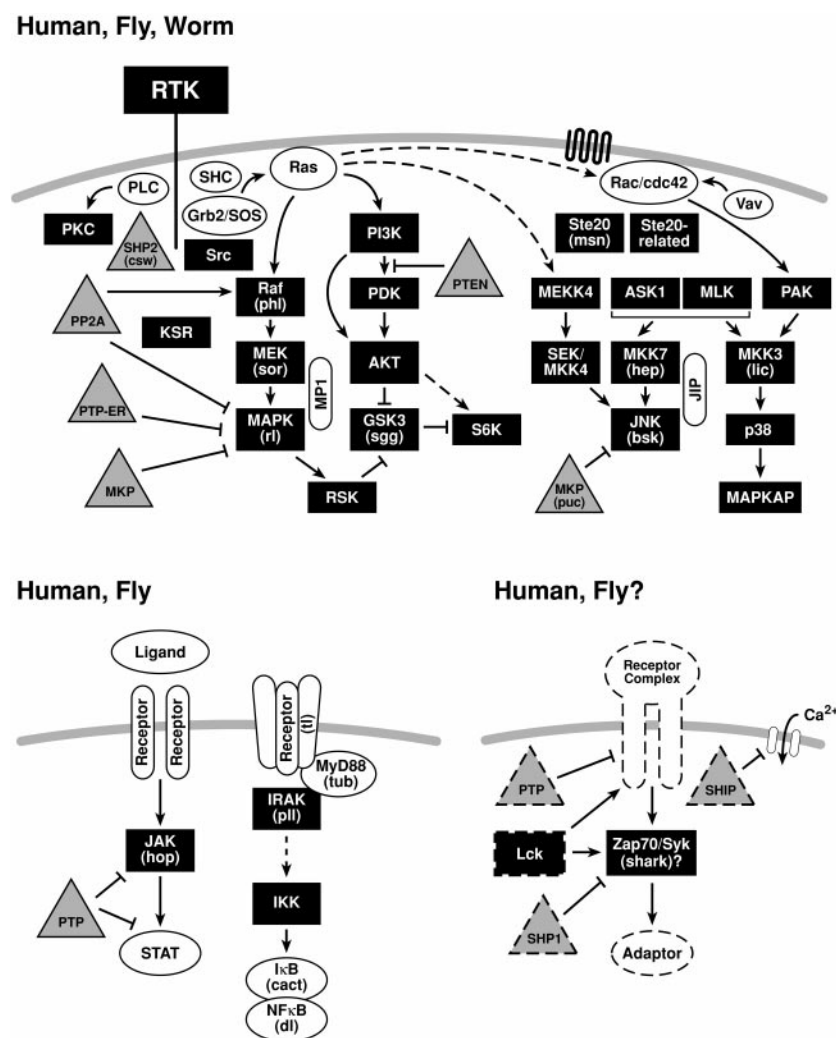 Human, Fly, Worm
RTK
Ras
SHC
Rac/cdc42
PLC
Grb2/SOS
Vav
PKC
SHP2
(csw)
Src
PI3K
Ste20
(msn)
Ste20-
related
Raf
(phl)
PDK
PTEN
MEKK4
ASK1
MLK
PAK
PP2A
KSR
MEK
(sor)
MP1
AKT
SEK/
MKK4
MKK7
(hep)
JIP
MKK3
(lic)
PTP-ER
MAPK
(rl)
GSK3
(sgg)
S6K
JNK
(bsk)
p38
MKP
RSK
MKP
(puc)
MAPKAP
Human, Fly
Ligand
Receptor
Receptor
Receptor
(tl)
MyD88
(tub)
IRAK
(pll)
JAK
(hop)
IKK
PTP
STAT
IκB
(cact)
NFκB
(dl)
Human, Fly?
Receptor
Complex
Ca2+
PTP
SHIP
Lck
Zap70/Syk
(shark)?
SHP1
Adaptor